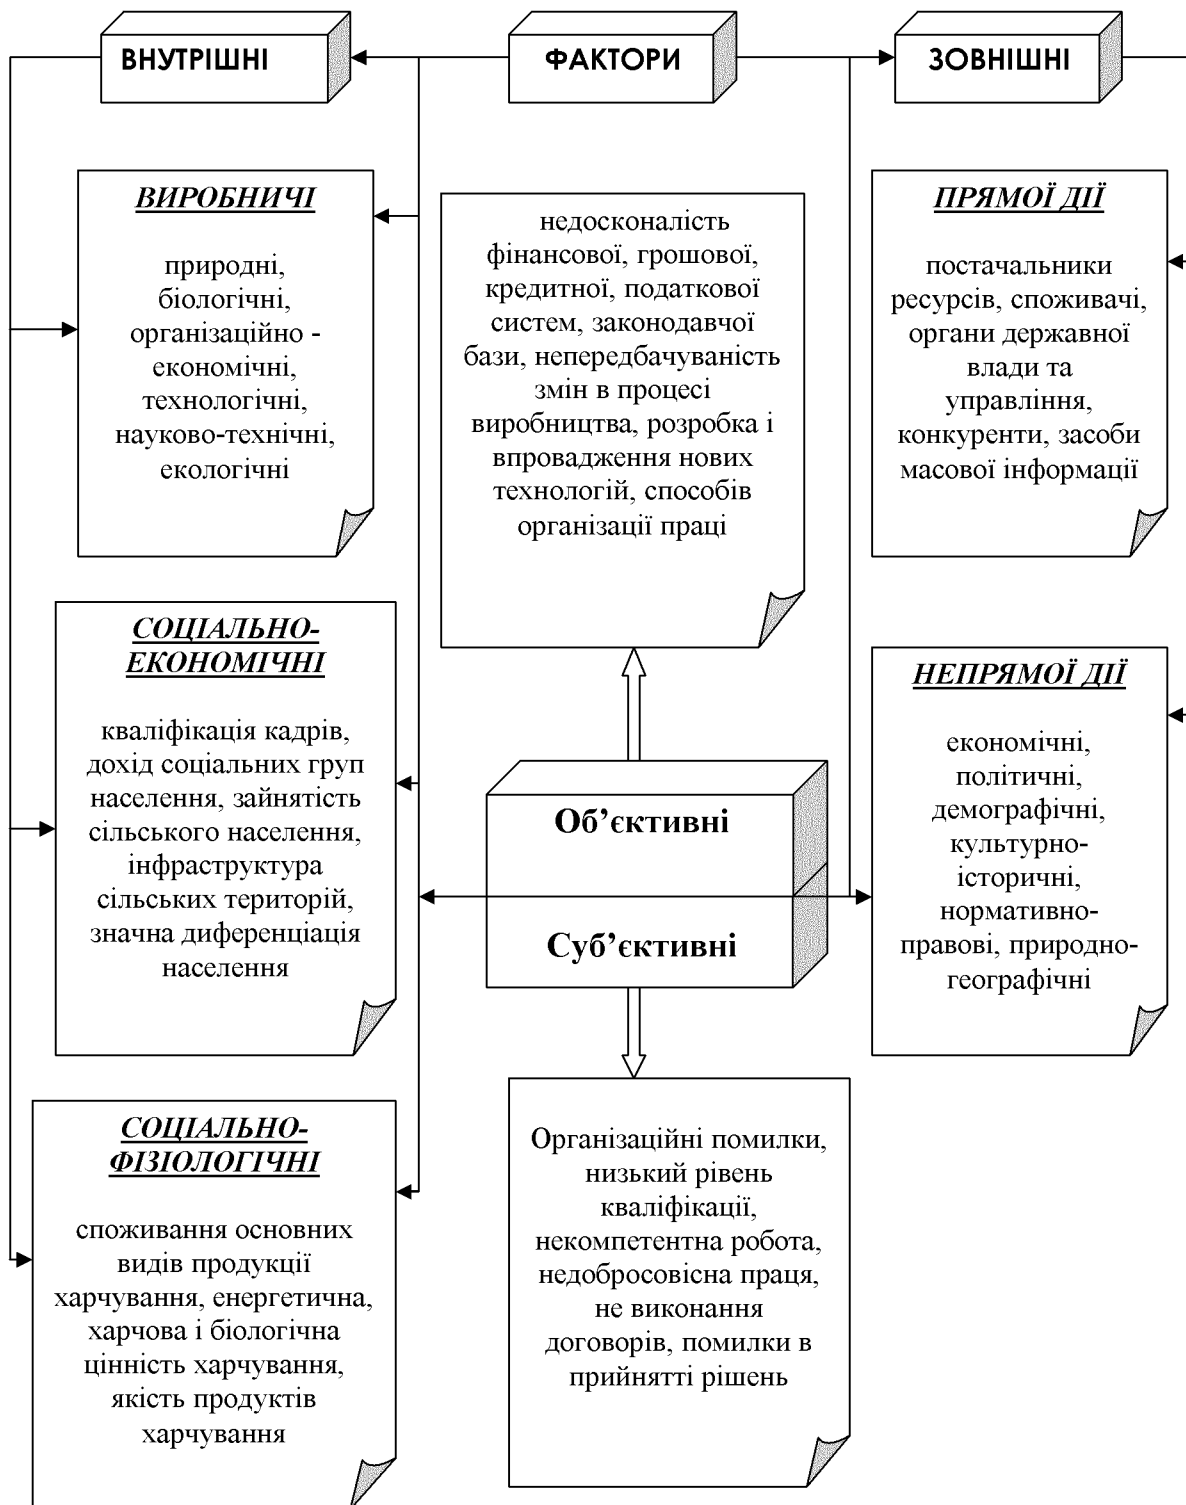 ВНУТРІШНІ
ФАКТОРИ
ЗОВНІШНІ
ВИРОБНИЧІ
природні,
біологічні,
організаційно -
економічні,
технологічні,
науково-технічні,
екологічні
СОЦІАЛЬНО-
ЕКОНОМІЧНІ
кваліфікація кадрів,
дохід соціальних груп
населення, зайнятість
сільського населення,
інфраструктура
сільських територій,
значна диференціація
населення
СОЦІАЛЬНО-
ФІЗІОЛОГІЧНІ
споживання основних
видів продукції
харчування, енергетична,
харчова і біологічна
цінність харчування,
якість продуктів
харчування
недосконалість
фінансової, грошової,
кредитної, податкової
систем, законодавчої
бази, непередбачуваність
змін в процесі
виробництва, розробка і
впровадження нових
технологій, способів
організації праці
Об’єктивні
Суб’єктивні
Організаційні помилки,
низький рівень
кваліфікації,
некомпетентна робота,
недобросовісна праця,
не виконання
договорів, помилки в
прийнятті рішень
ПРЯМОЇ ДІЇ
постачальники
ресурсів, споживачі,
органи державної
влади та
управління,
конкуренти, засоби
масової інформації
НЕПРЯМОЇ ДІЇ
економічні,
політичні,
демографічні,
культурно-
історичні,
нормативно-
правові, природно-
географічні